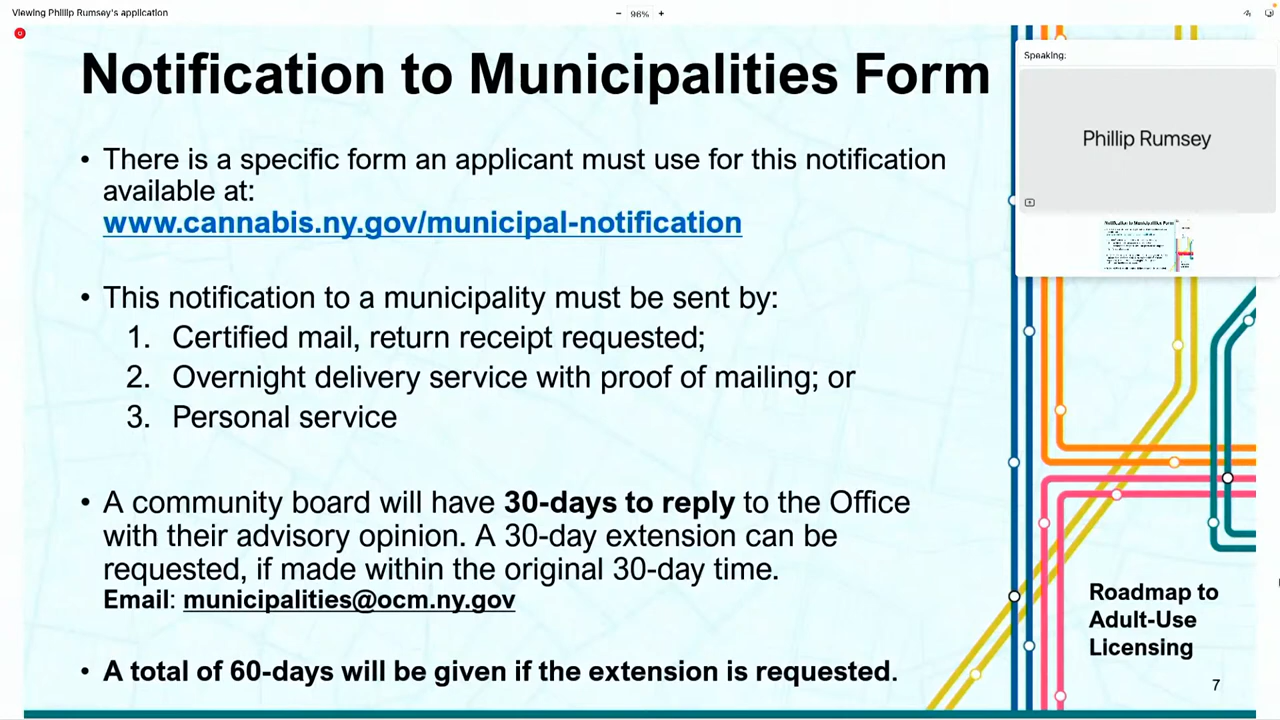 Viewing Phillip Rumsey's application
− 96% +
Notification to Municipalities Form
Speaking:
Phillip Rumsey
• There is a specific form an applicant must use for this notification
available at:
www.cannabis.ny.gov/municipal-notification
• This notification to a municipality must be sent by:
1. Certified mail, return receipt requested;
2. Overnight delivery service with proof of mailing; or
3. Personal service
• A community board will have 30-days to reply to the Office
with their advisory opinion. A 30-day extension can be
requested, if made within the original 30-day time.
Email: municipalities@ocm.ny.gov
• A total of 60-days will be given if the extension is requested.
Roadmap to
Adult-Use
Licensing
7
Notification to Municipalities Form